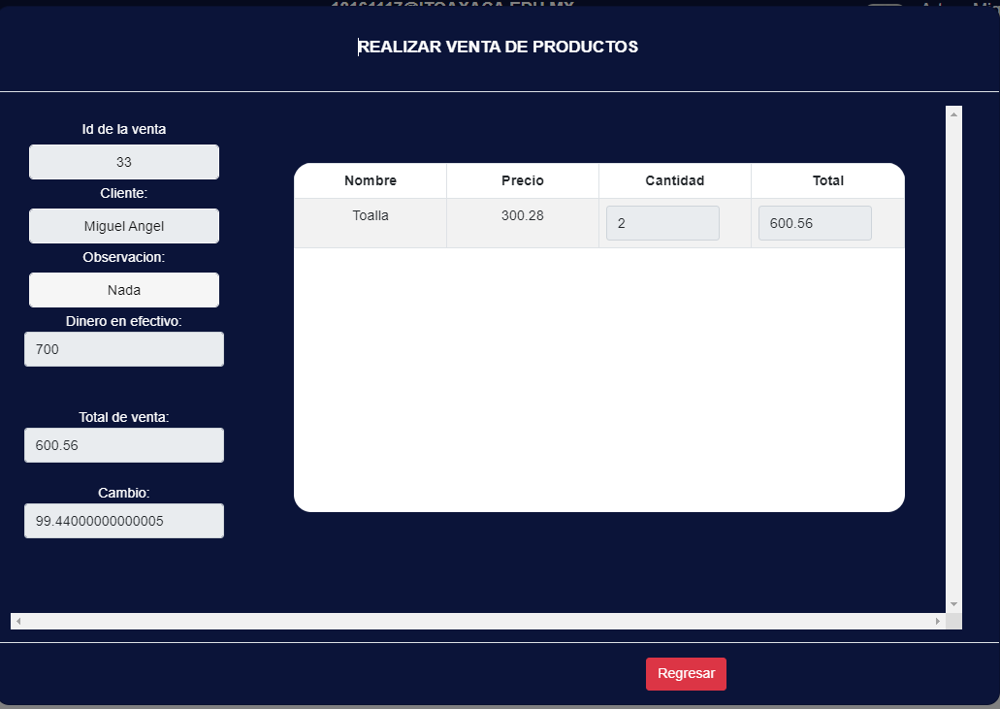 REALIZAR VENTA DE PRODUCTOS
Id de la venta
33
Cliente:
Miguel Angel
Observacion:
Nada
Dinero en efectivo:
700
Total de venta:
600.56
Cambio:
99.44000000000005
Nombre Precio Cantidad Total
Toalla 300.28 2 600.56
Regresar